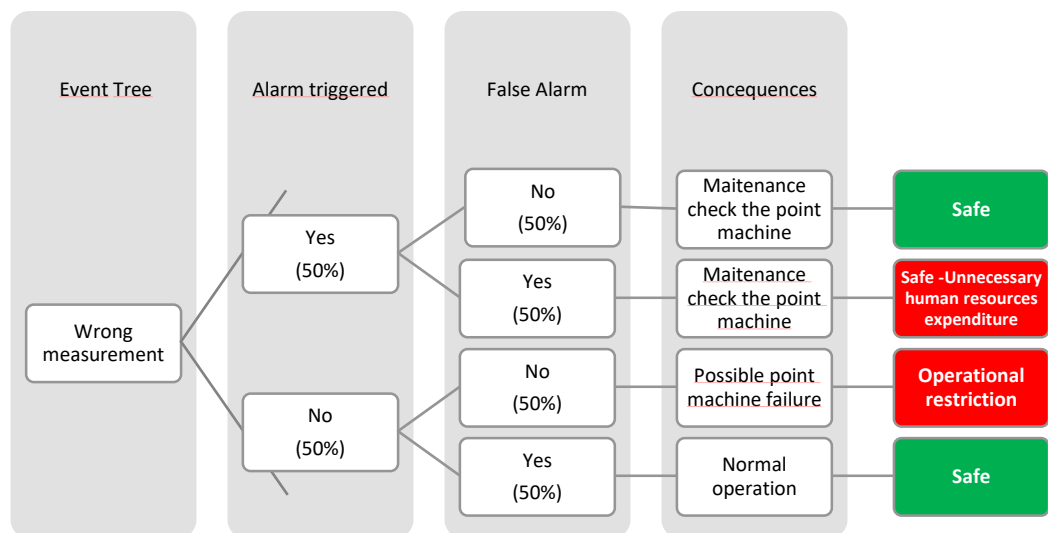 Event Tree
Alarm triggered
False Alarm
Concequences
Wrong
measurement
Yes
(50%)
No
(50%)
No
(50%)
Yes
(50%)
No
(50%)
Yes
(50%)
Maitenance
check the point
machine
Maitenance
check the point
machine
Possible point
machine failure
Normal
operation
Safe
Safe -Unnecessary
human resources
expenditure
Operational
restriction
Safe